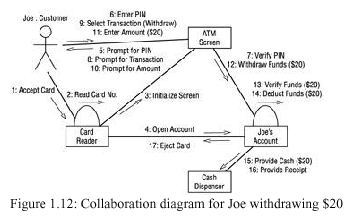 Joe : Customer
6: Enter PIN
9: Select Transaction (Withdraw)
11: Enter Amount ($20)
ATM
Screen
5: Prompt for PIN
8: Prompt for Transaction
10: Prompt for Amount
7: Verify PIN
12: Withdraw Funds ($20)
1: Accept Card
2: Read Card No.
3: Initialize Screen
13: Verify Funds ($20)
14: Deduct Funds ($20)
Card
Reader
4: Open Account
17: Eject Card
Joe's
Account
15: Provide Cash ($20)
16: Provide Receipt
Cash
Dispenser
Figure 1.12: Collaboration diagram for Joe withdrawing $20